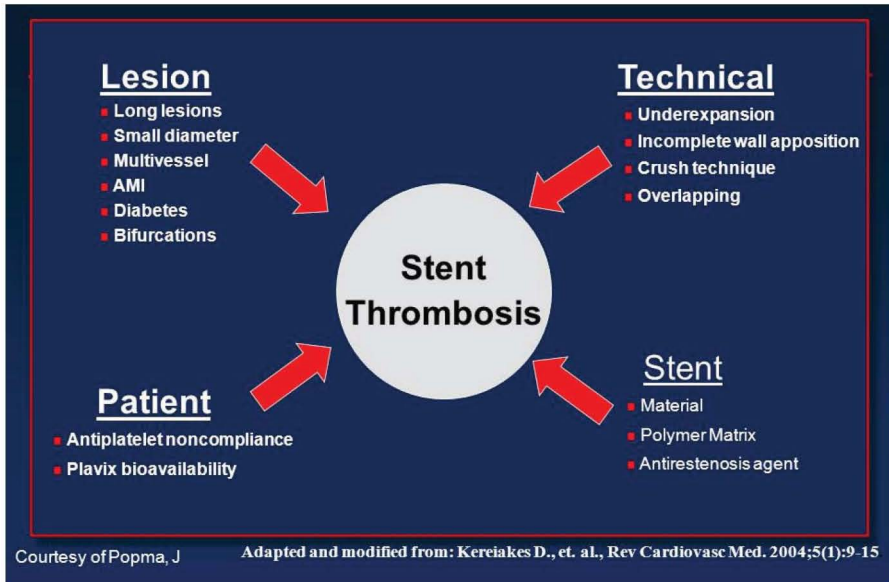 Lesion
Long lesions
Small diameter
Multivessel
AMI
Diabetes
Bifurcations
Technical
Underexpansion
Incomplete wall apposition
Crush technique
Overlapping
Stent
Thrombosis
Patient
Antiplatelet noncompliance
Plavix bioavailability
Stent
Material
Polymer Matrix
Antirestenosis agent
Courtesy of Popma, J
Adapted and modified from: Kereiakes D., et. al., Rev Cardiovasc Med. 2004;5(1):9-15